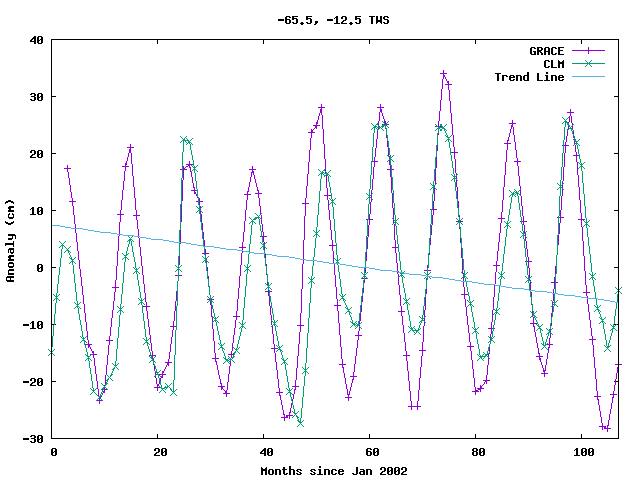 -65.5, -12.5 TWS
GRACE
CLM
Trend Line
40
30
20
10
0
-10
-20
-30
Anomaly (cm)
0 20 40 60 80 100
Months since Jan 2002